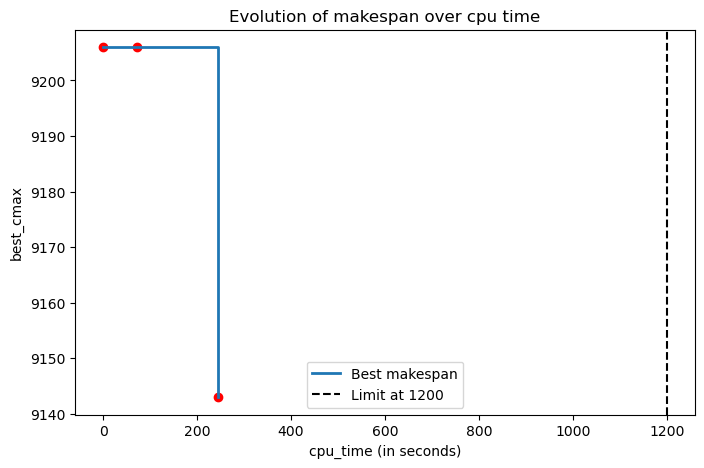 Evolution of makespan over cpu time
best_cmax
9200
9190
9180
9170
9160
9150
9140
Best makespan
Limit at 1200
0
200
400
600
800
1000
1200
cpu_time (in seconds)